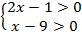 2x − 1 > 0
x − 9 > 0